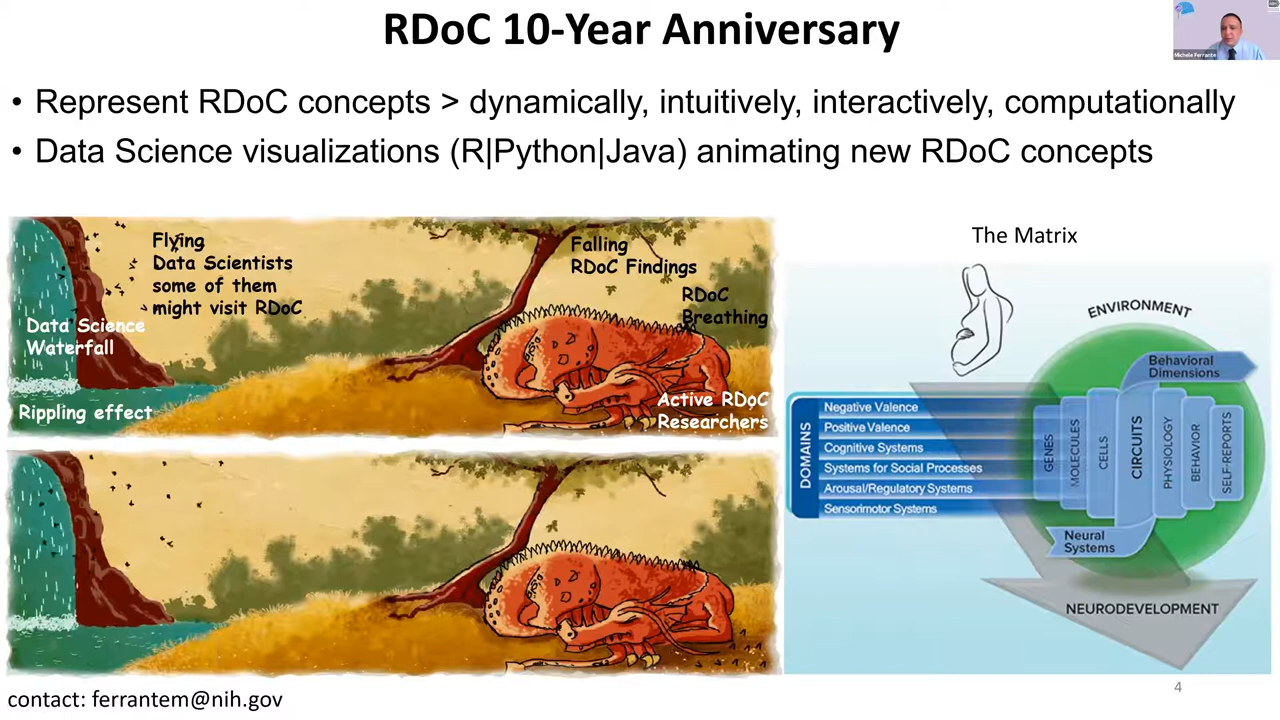 RDoC 10-Year Anniversary
Michele Ferrante
• Represent RDoC concepts > dynamically, intuitively, interactively, computationally
• Data Science visualizations (R|Python|Java) animating new RDoC concepts
Flying
Data Scientists
some of them
might visit RDoC
Falling
RDoC Findings
RDoC
Breathing
Data Science
Waterfall
Rippling effect
Active RDoC
Researchers
The Matrix
ENVIRONMENT
Behavioral
Dimensions
DOMAINS
Negative Valence
Positive Valence
Cognitive Systems
Systems for Social Processes
Arousal/Regulatory Systems
Sensorimotor Systems
GENES
MOLECULES
CELLS
CIRCUITS
PHYSIOLOGY
BEHAVIOR
SELF-REPORTS
Neural
Systems
NEURODEVELOPMENT
contact: ferrantem@nih.gov
4